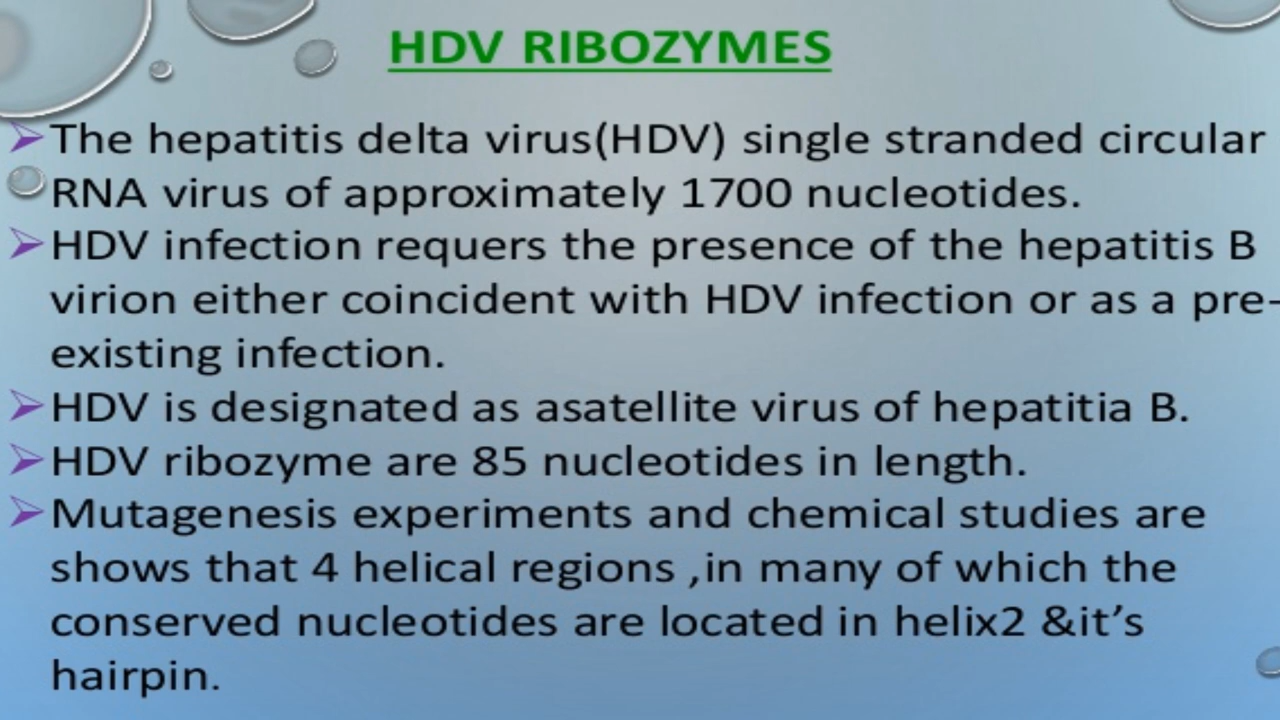 HDV RIBOZYMES
The hepatitis delta virus(HDV) single stranded circular
RNA virus of approximately 1700 nucleotides.
HDV infection requers the presence of the hepatitis B
virion either coincident with HDV infection or as a pre-
existing infection.
HDV is designated as asatellite virus of hepatitia B.
HDV ribozyme are 85 nucleotides in length.
Mutagenesis experiments and chemical studies are
shows that 4 helical regions ,in many of which the
conserved nucleotides are located in helix2 &it’s
hairpin.